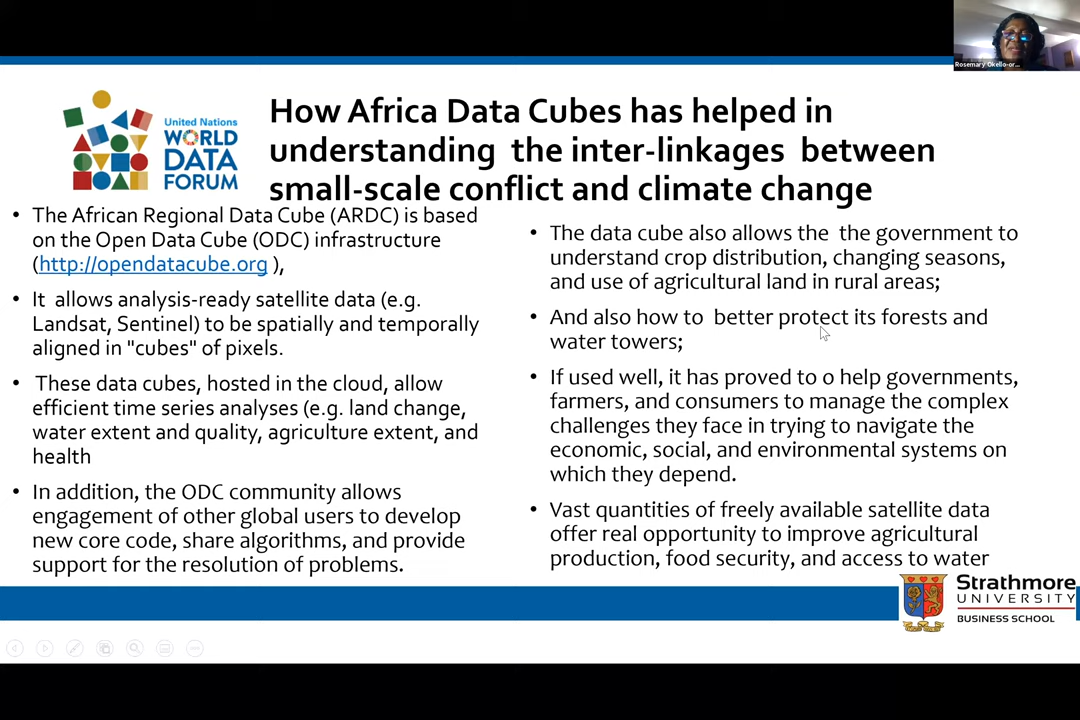 Rosemary Okello-or...
United Nations
WORLD
DATA
FORUM
How Africa Data Cubes has helped in
understanding the inter-linkages between
small-scale conflict and climate change
• The African Regional Data Cube (ARDC) is based
on the Open Data Cube (ODC) infrastructure
(http://opendatacube.org ),
• It allows analysis-ready satellite data (e.g.
Landsat, Sentinel) to be spatially and temporally
aligned in "cubes" of pixels.
• These data cubes, hosted in the cloud, allow
efficient time series analyses (e.g. land change,
water extent and quality, agriculture extent, and
health
• In addition, the ODC community allows
engagement of other global users to develop
new core code, share algorithms, and provide
support for the resolution of problems.
• The data cube also allows the the government to
understand crop distribution, changing seasons,
and use of agricultural land in rural areas;
• And also how to better protect its forests and
water towers;
• If used well, it has proved to o help governments,
farmers, and consumers to manage the complex
challenges they face in trying to navigate the
economic, social, and environmental systems on
which they depend.
• Vast quantities of freely available satellite data
offer real opportunity to improve agricultural
production, food security, and access to water
Strathmore
UNIVERSITY
BUSINESS SCHOOL